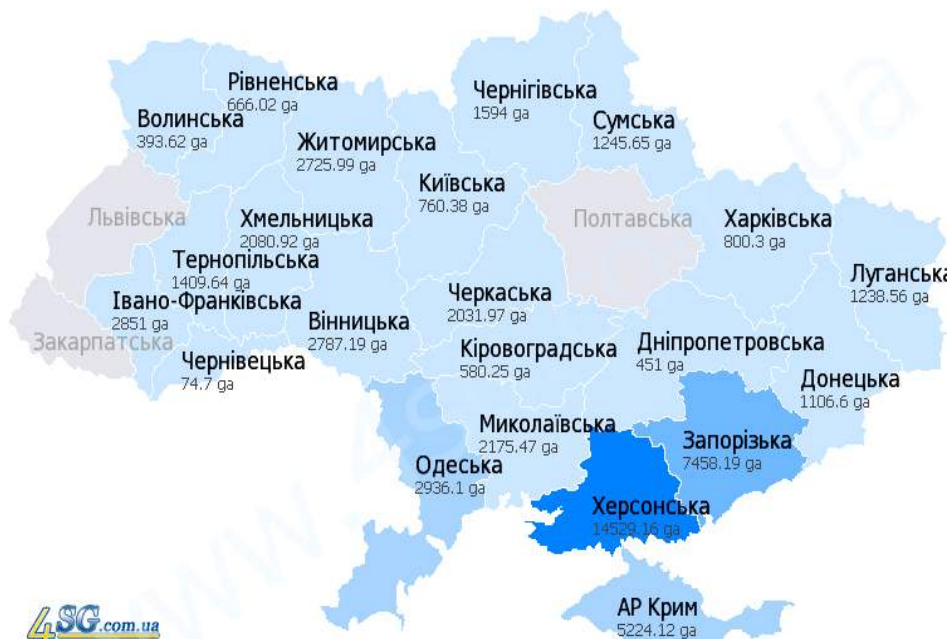 Рівненська
666.02 ga
Чернігівська
1594 ga
Волинська
393.62 ga
Сумська
1245.65 ga
Житомирська
2725.99 ga
Київська
760.38 ga
Львівська
Хмельницька
2080.92 ga
Полтавська
Харківська
800.3 ga
Тернопільська
1409.64 ga
Луганська
1238.56 ga
Івано-Франківська
2851 ga
Черкаська
2031.97 ga
Вінницька
2787.19 ga
Закарпатська
Кіровоградська
580.25 ga
Дніпропетровська
451 ga
Чернівецька
74.7 ga
Донецька
1106.6 ga
Миколаївська
2175.47 ga
Запорізька
7458.19 ga
Одеська
2936.1 ga
Херсонська
14529.16 ga
АР Крим
5224.12 ga
4SG.com.ua